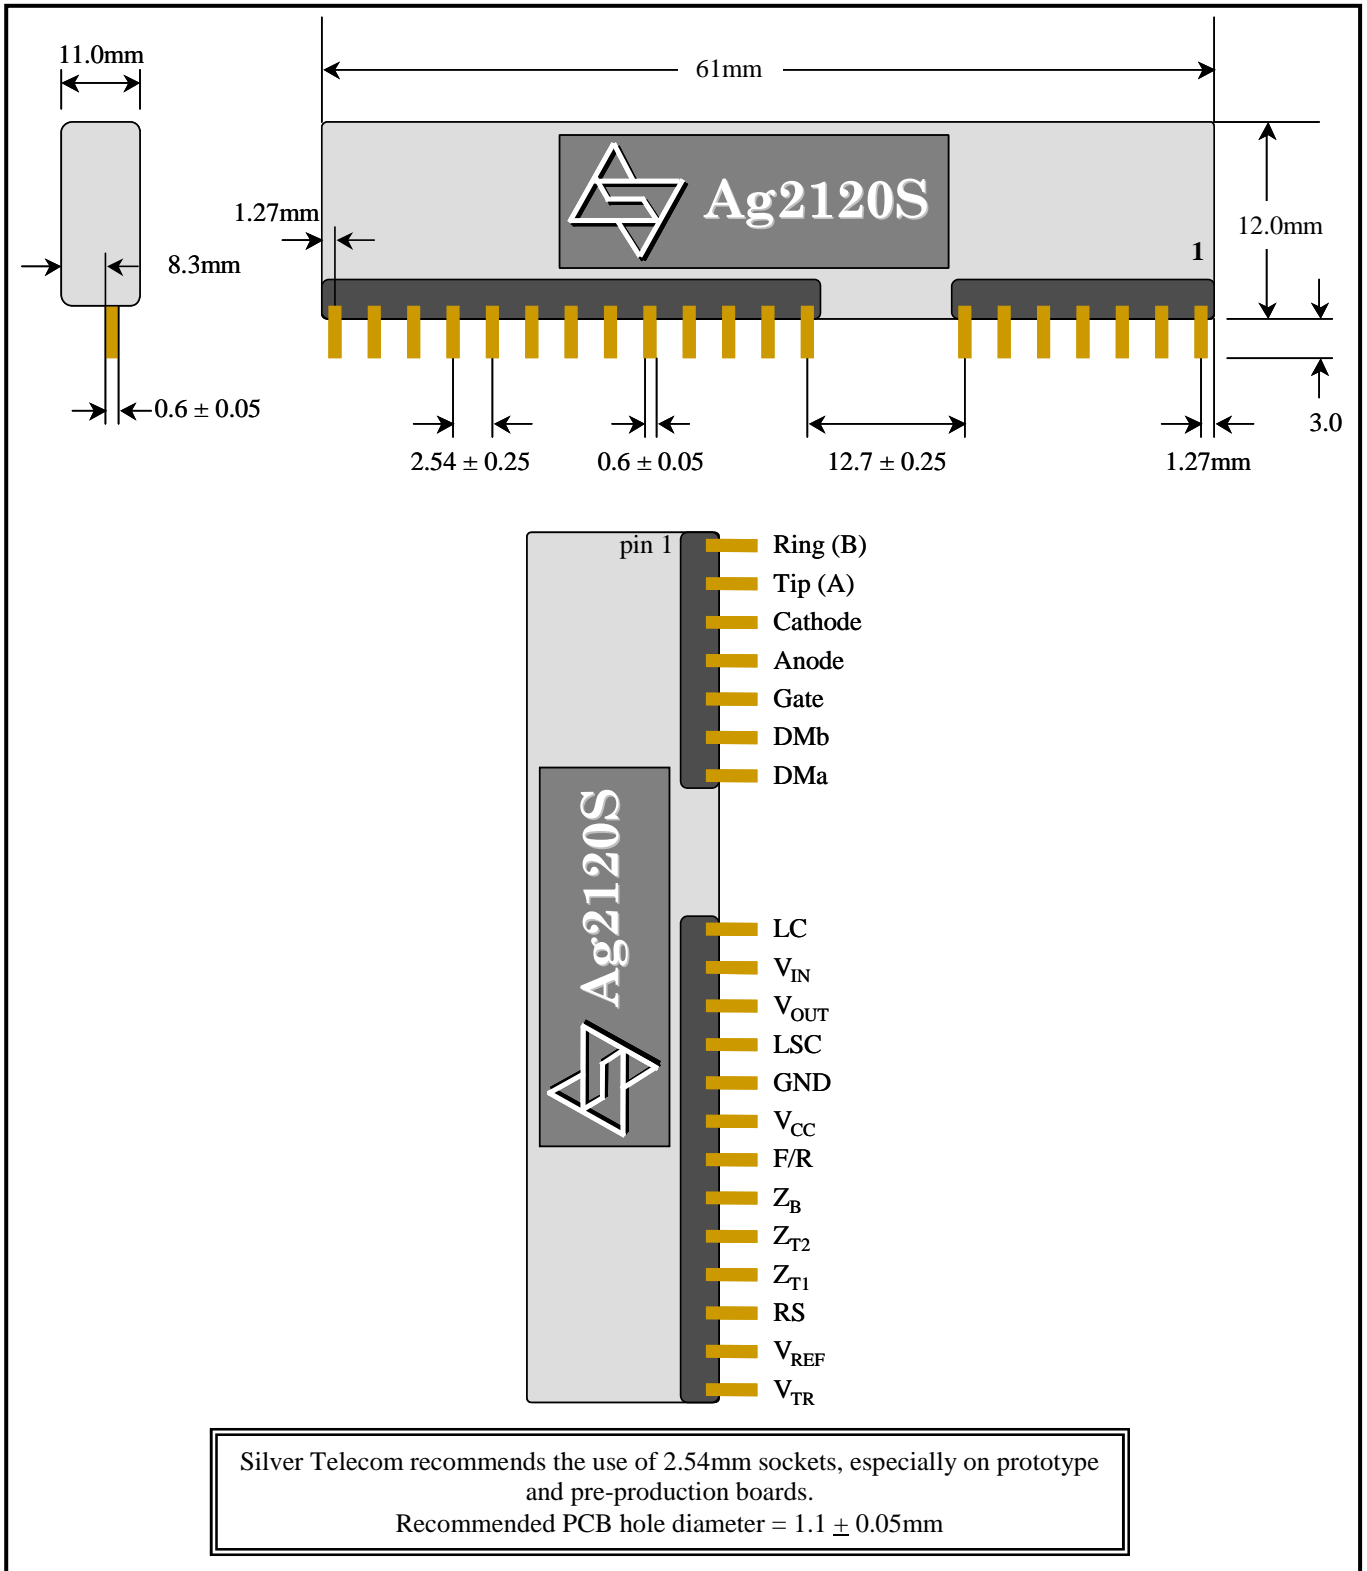 11.0mm
61mm
Ag2120S
1.27mm
12.0mm
1
8.3mm
0.6 ± 0.05
3.0
2.54 ± 0.25
0.6 ± 0.05
12.7 ± 0.25
1.27mm
pin 1
Ring (B)
Tip (A)
Cathode
Anode
Gate
DMb
DMa
Ag2120S
LC
VIN
VOUT
LSC
GND
VCC
F/R
ZB
ZT2
ZT1
RS
VREF
VTR
Silver Telecom recommends the use of 2.54mm sockets, especially on prototype
and pre-production boards.
Recommended PCB hole diameter = 1.1 ± 0.05mm